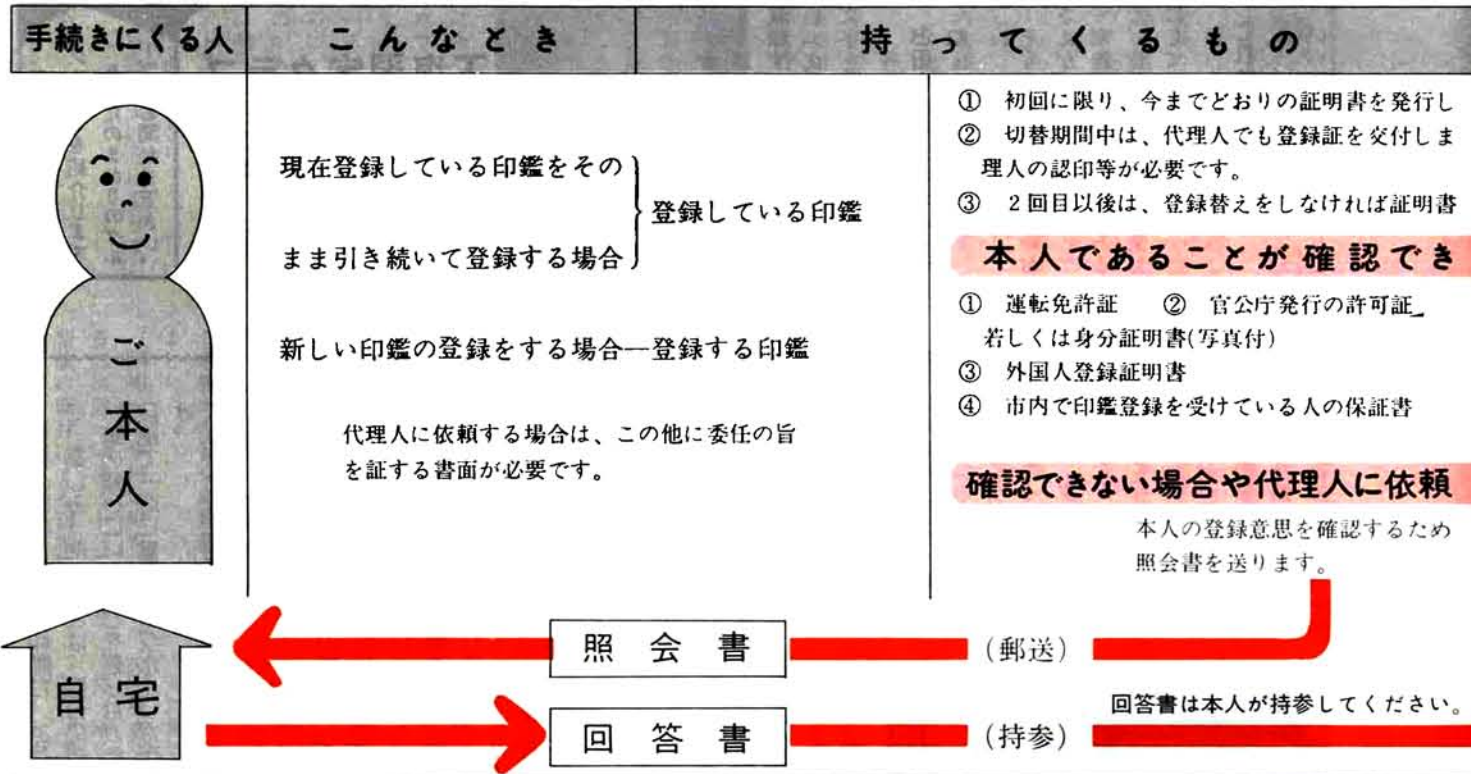 手続きにくる人
こんなとき
持ってくるもの
ご本人
現在登録している印鑑をその
まま引き続いて登録する場合
登録している印鑑
新しい印鑑の登録をする場合―登録する印鑑
代理人に依頼する場合は、この他に委任の旨
を証する書面が必要です。
① 初回に限り、今までどおりの証明書を発行し
② 切替期間中は、代理人でも登録証を交付しま
理人の認印等が必要です。
③ 2回目以後は、登録替えをしなければ証明書
本人であることが確認でき
① 運転免許証 ② 官公庁発行の許可証
若しくは身分証明書(写真付)
③ 外国人登録証明書
④ 市内で印鑑登録を受けている人の保証書
確認できない場合や代理人に依頼
本人の登録意思を確認するため
照会書を送ります。
自宅
照会書
(郵送)
回答書は本人が持参してください。
回答書
(持参)